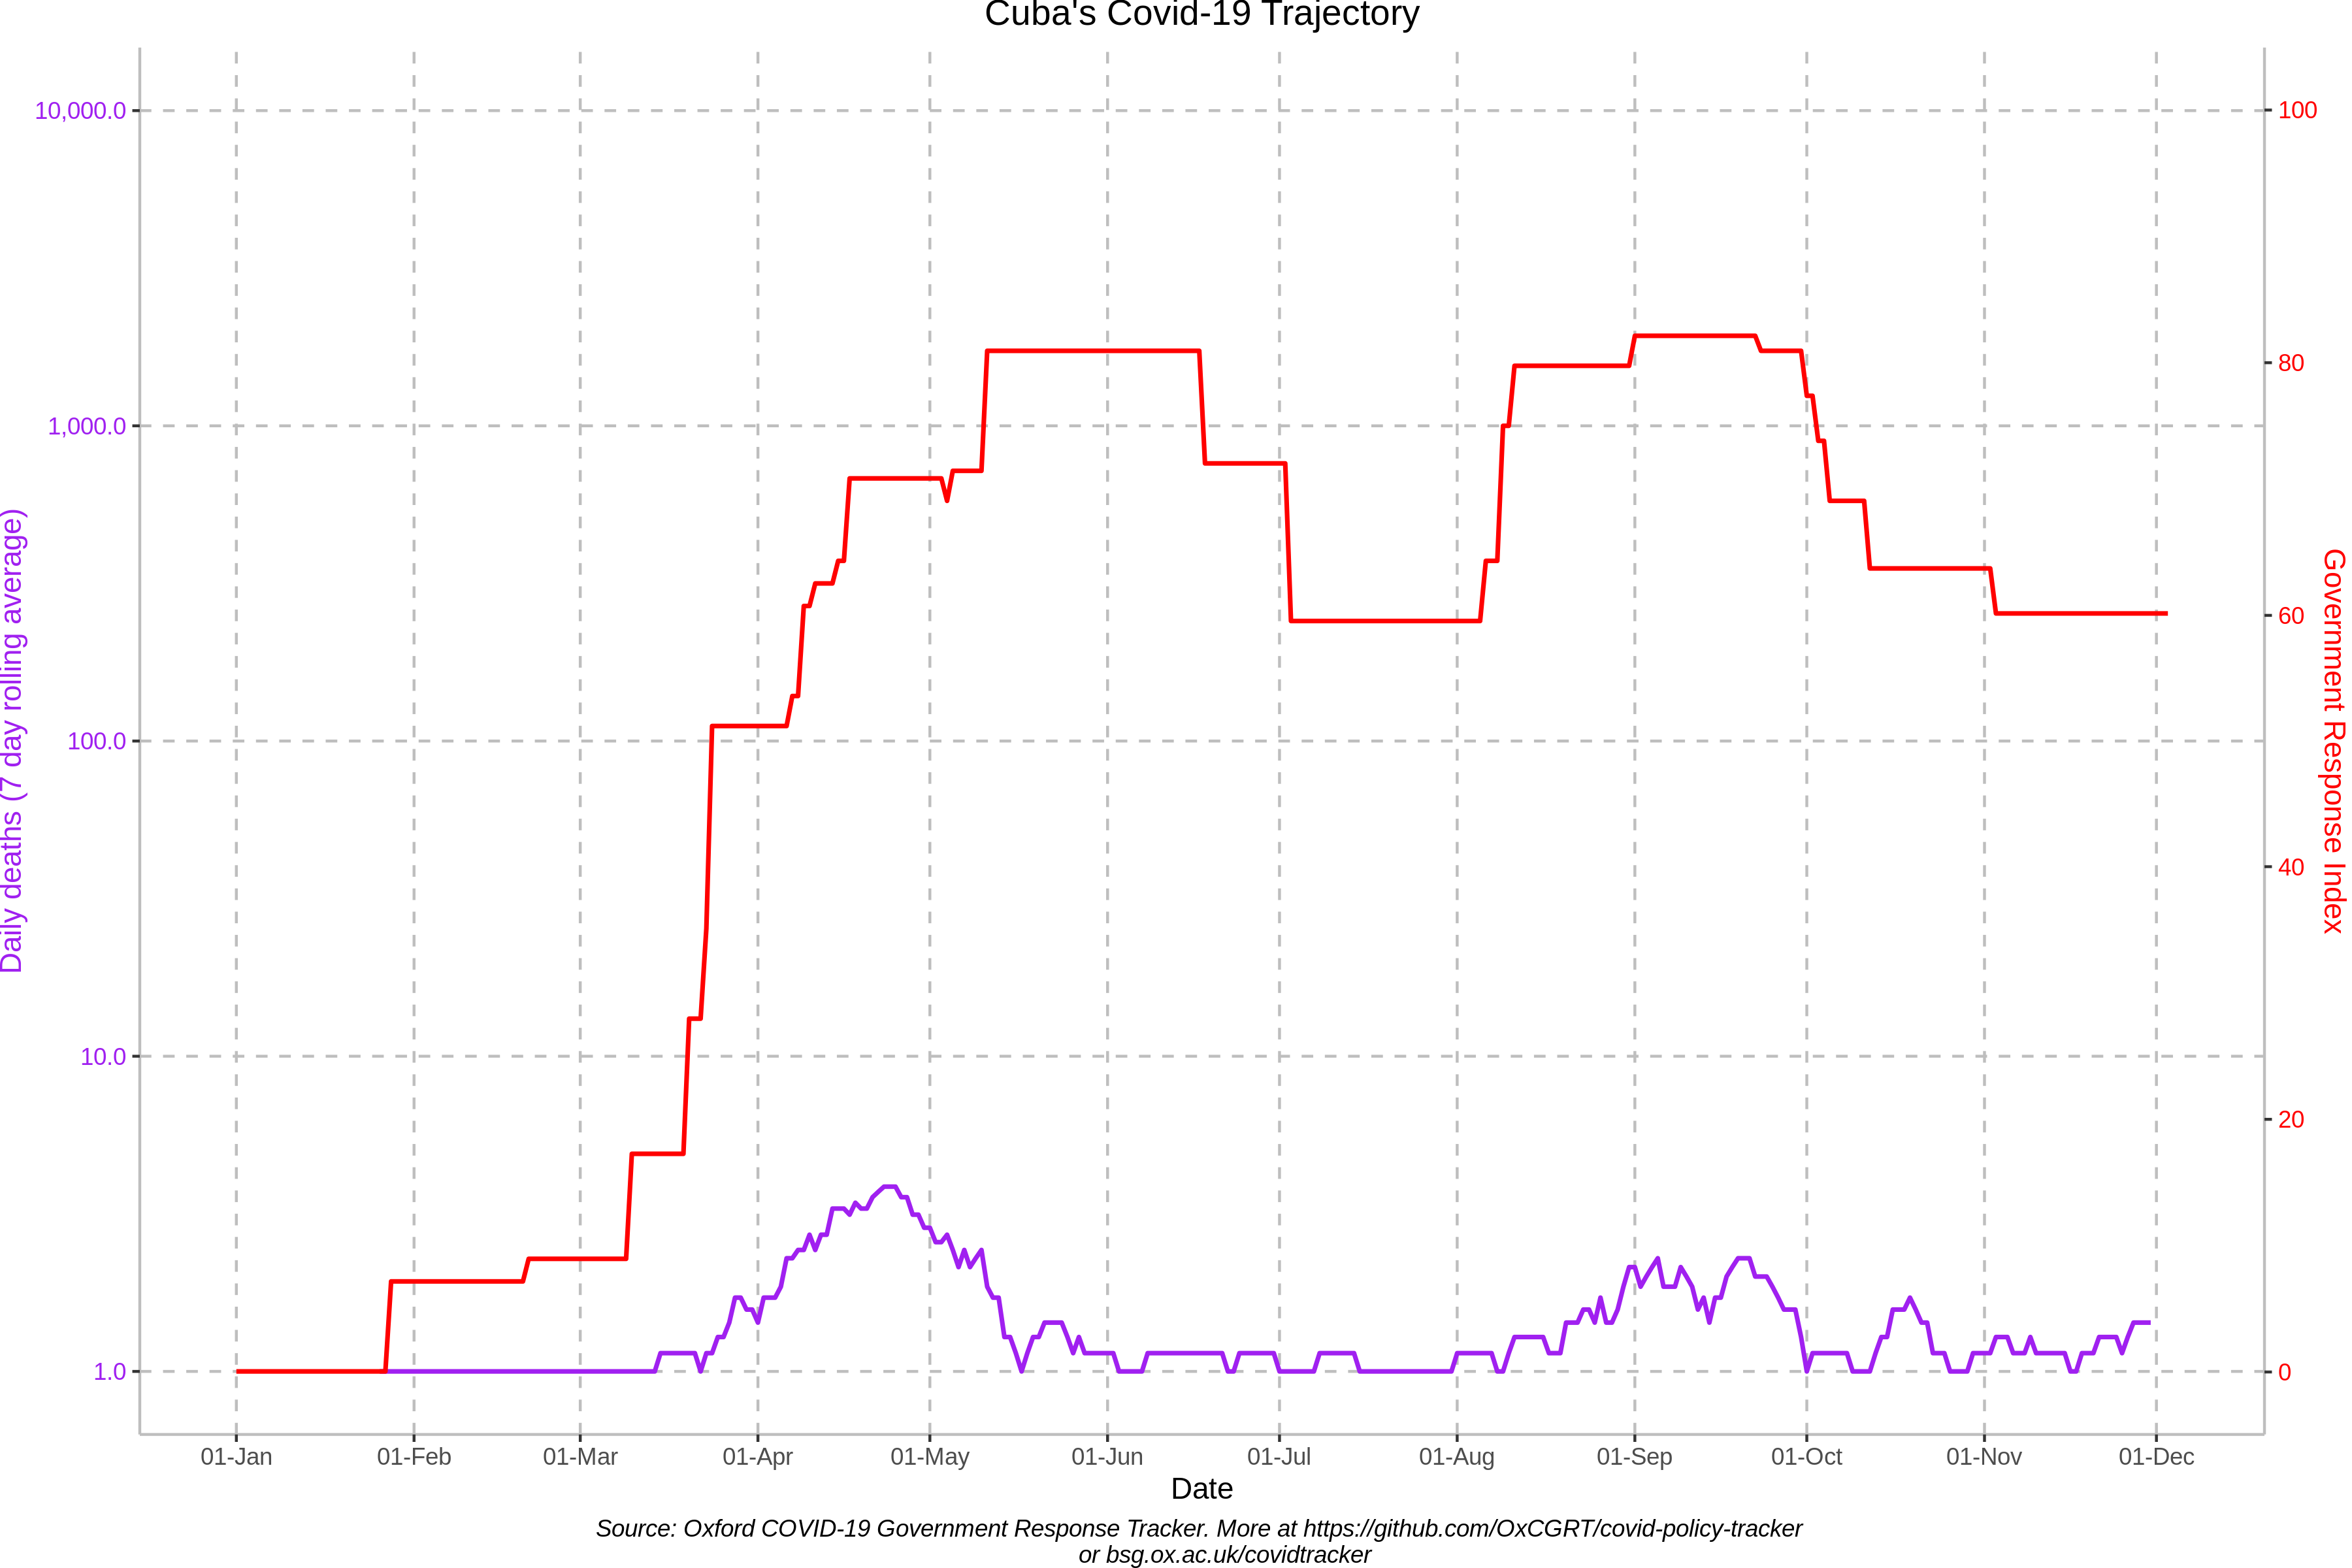 Cuba's Covid-19 Trajectory
10,000.0
1,000.0
100.0
10.0
1.0
Daily deaths (7 day rolling average)
100
80
60
40
20
0
Government Response Index
01-Jan
01-Feb
01-Mar
01-Apr
01-May
01-Jun
01-Jul
01-Aug
01-Sep
01-Oct
01-Nov
01-Dec
Date
Source: Oxford COVID-19 Government Response Tracker. More at https://github.com/OxCGRT/covid-policy-tracker
or bsg.ox.ac.uk/covidtracker